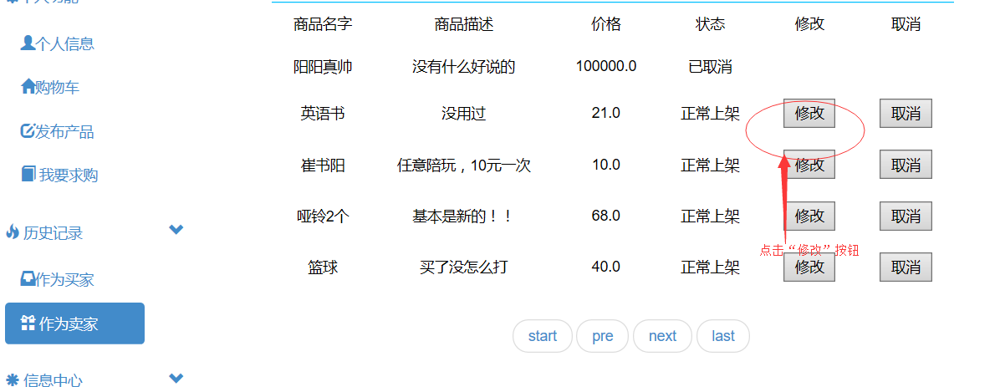 个人功能
个人信息
购物车
发布产品
我要求购
历史记录
作为买家
作为卖家
信息中心
商品名字 商品描述 价格 状态 修改 取消
阳阳真帅 没有什么好说的 100000.0 已取消
英语书 没用过 21.0 正常上架 修改 取消
崔书阳 任意陪玩，10元一次 10.0 正常上架 修改 取消
哑铃2个 基本是新的！！ 68.0 正常上架 修改 取消
点击“修改”按钮
篮球 买了没怎么打 40.0 正常上架 修改 取消
start pre next last